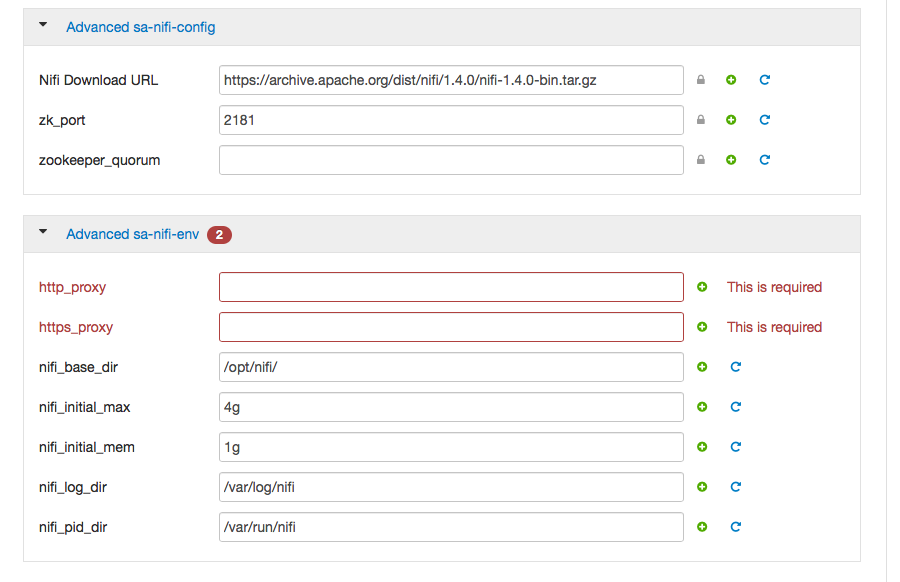 Advanced sa-nifi-config
Nifi Download URL https://archive.apache.org/dist/nifi/1.4.0/nifi-1.4.0-bin.tar.gz
zk_port 2181
zookeeper_quorum
Advanced sa-nifi-env 2
http_proxy This is required
https_proxy This is required
nifi_base_dir /opt/nifi/
nifi_initial_max 4g
nifi_initial_mem 1g
nifi_log_dir /var/log/nifi
nifi_pid_dir /var/run/nifi